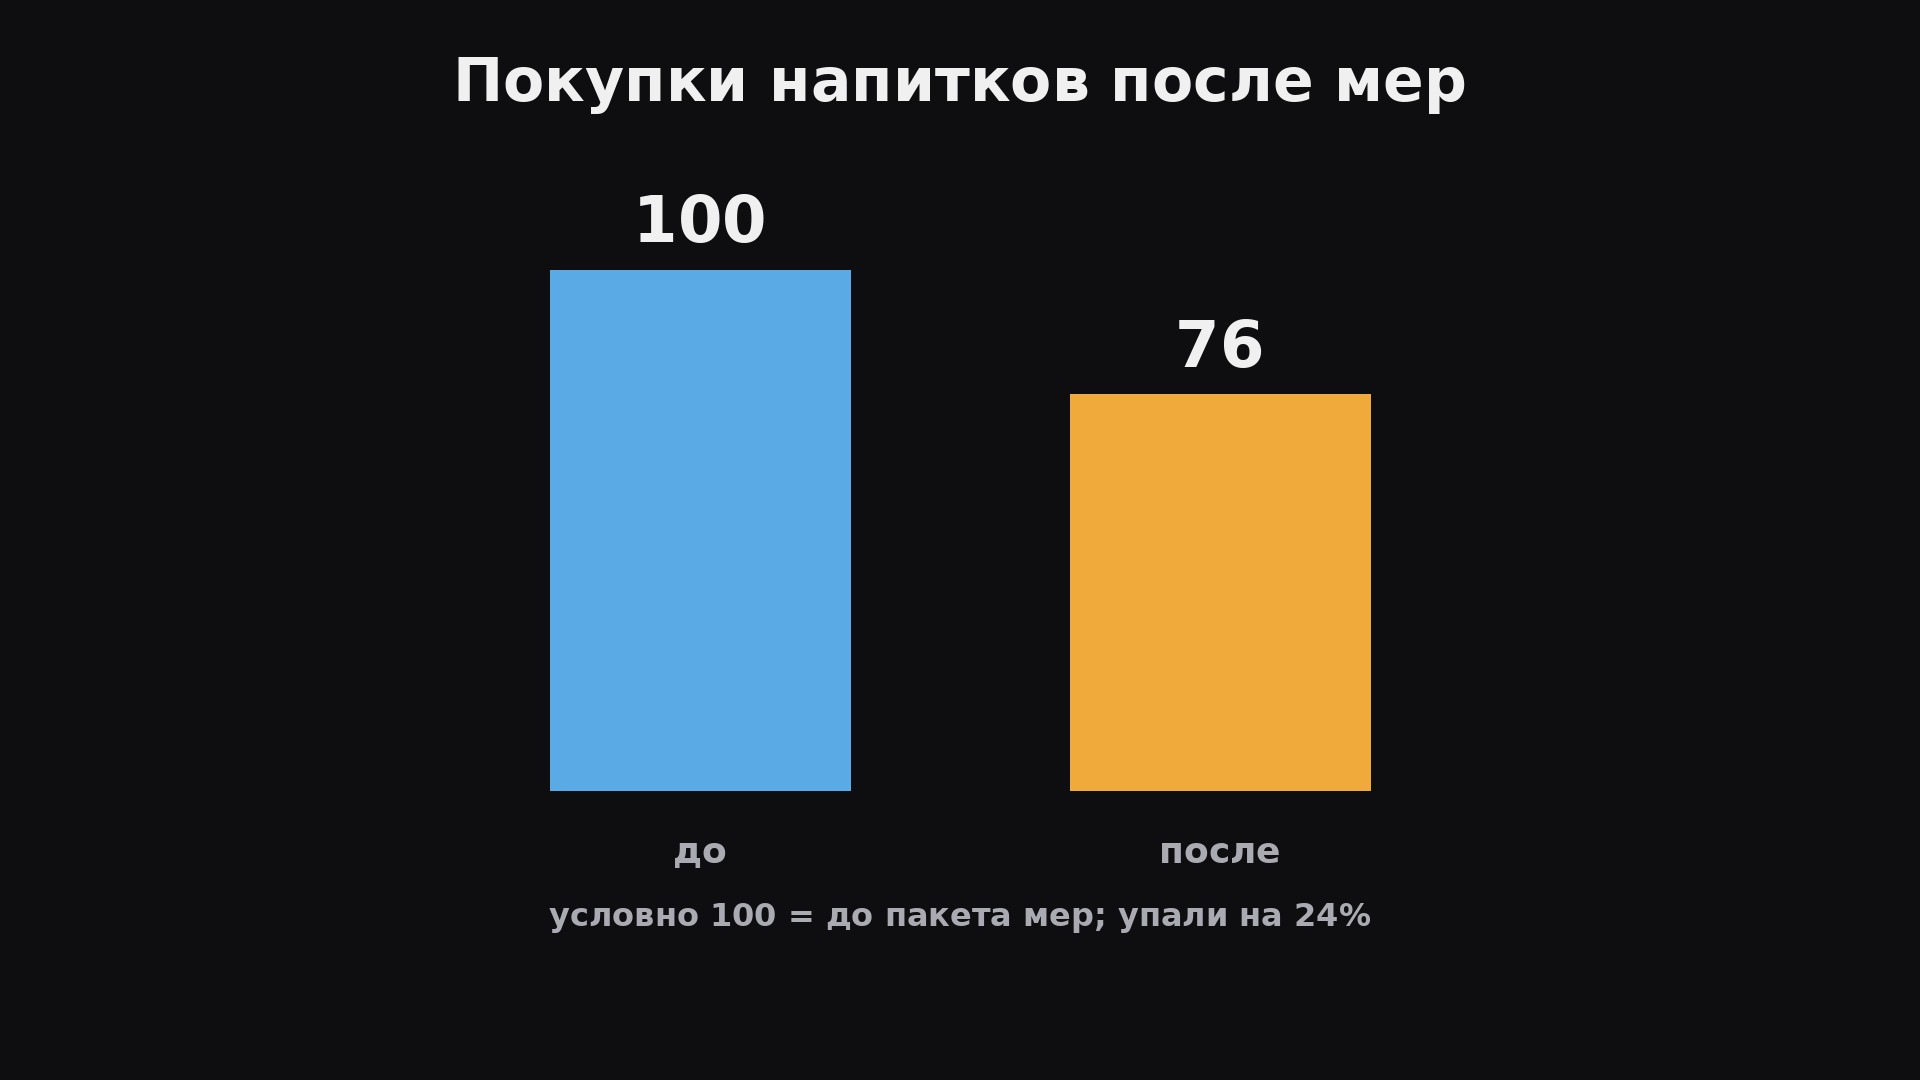 Покупки напитков после мер
100
76
до
после
условно 100 = до пакета мер; упали на 24%